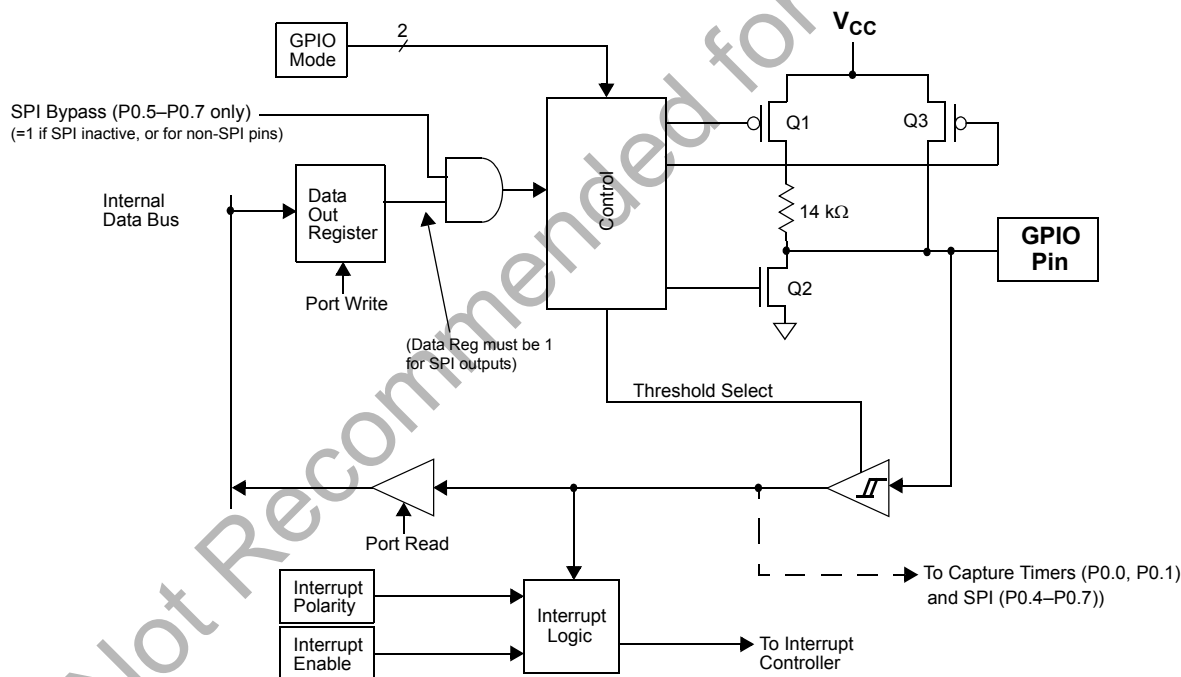 VCC
GPIO
Mode
2
SPI Bypass (P0.5–P0.7 only)
(=1 if SPI inactive, or for non-SPI pins)
Q1
Q3
Control
Internal
Data Bus
Data
Out
Register
14 kΩ
GPIO
Pin
Port Write
Q2
(Data Reg must be 1
for SPI outputs)
Threshold Select
Port Read
To Capture Timers (P0.0, P0.1)
and SPI (P0.4–P0.7))
Interrupt
Polarity
Interrupt
Logic
Interrupt
Enable
To Interrupt
Controller
Not Recommended for